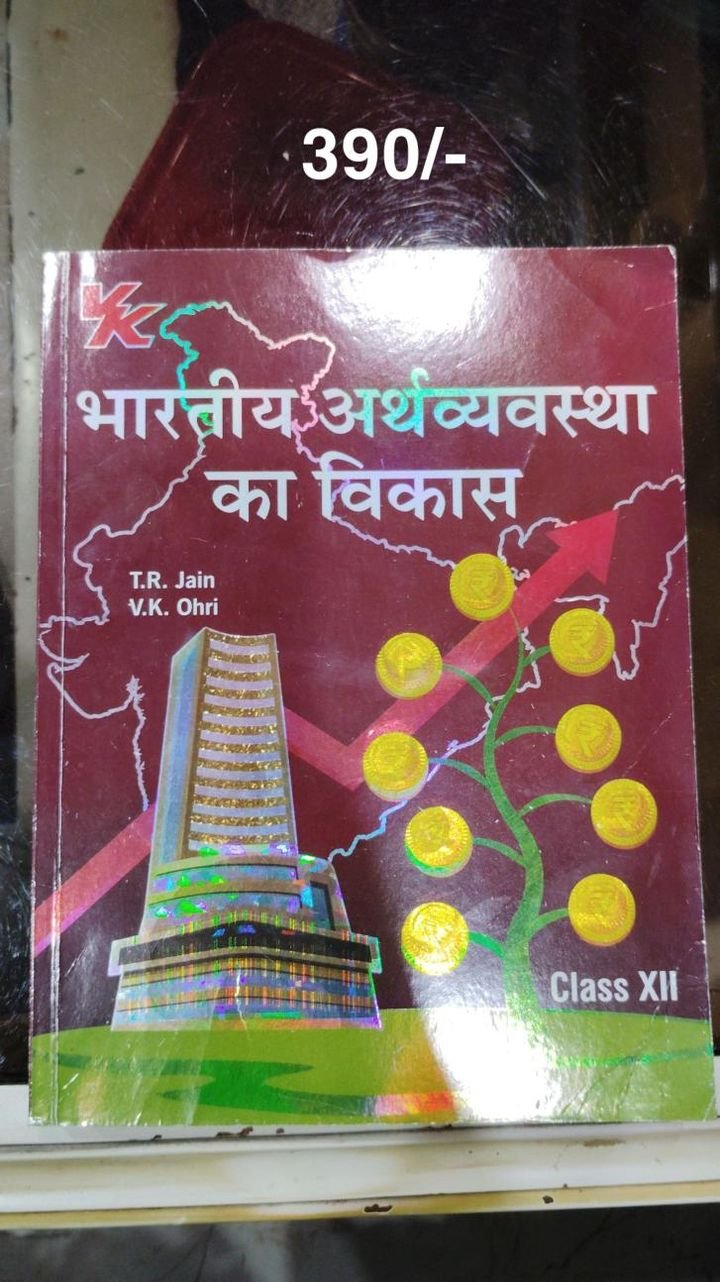 390/-
VK
भारतीय अर्थव्यवस्था
का विकास
T.R. Jain
V.K. Ohri
Class XII